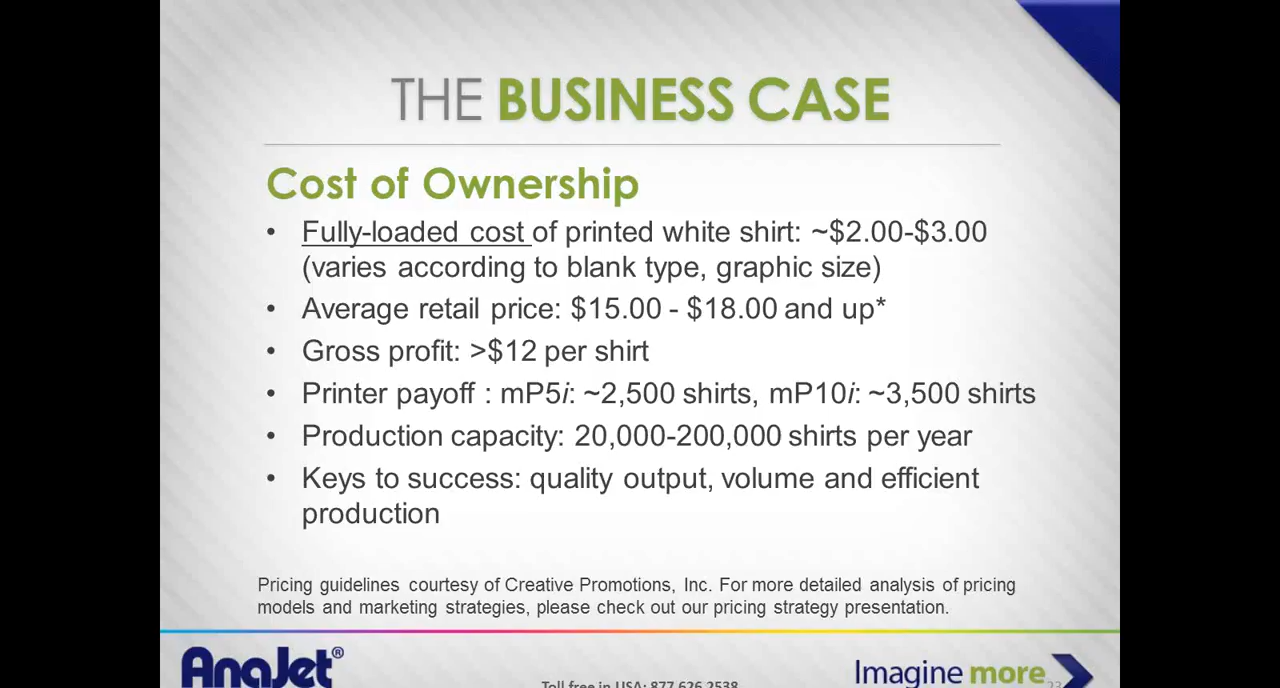 THE BUSINESS CASE
Cost of Ownership
• Fully-loaded cost of printed white shirt: ~$2.00-$3.00
(varies according to blank type, graphic size)
• Average retail price: $15.00 - $18.00 and up*
• Gross profit: >$12 per shirt
• Printer payoff : mP5i: ~2,500 shirts, mP10i: ~3,500 shirts
• Production capacity: 20,000-200,000 shirts per year
• Keys to success: quality output, volume and efficient
production
Pricing guidelines courtesy of Creative Promotions, Inc. For more detailed analysis of pricing
models and marketing strategies, please check out our pricing strategy presentation.
AnaJet®
Toll free in USA: 877.626.2538
Imagine more
23